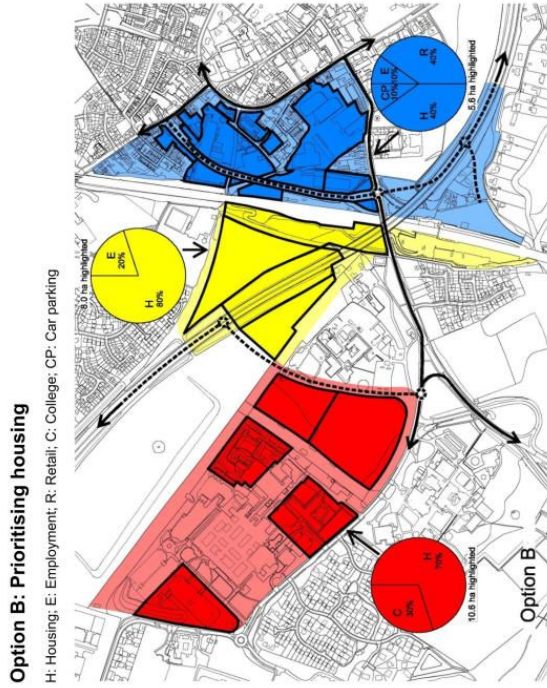 Option B: Prioritising housing
H: Housing; E: Employment; R: Retail; C: College; CP: Car parking
8.0 ha highlighted
E
20%
H
80%
CP
10%
E
10%
R
40%
H
40%
5.6 ha highlighted
C
30%
H
70%
10.6 ha highlighted
Option B